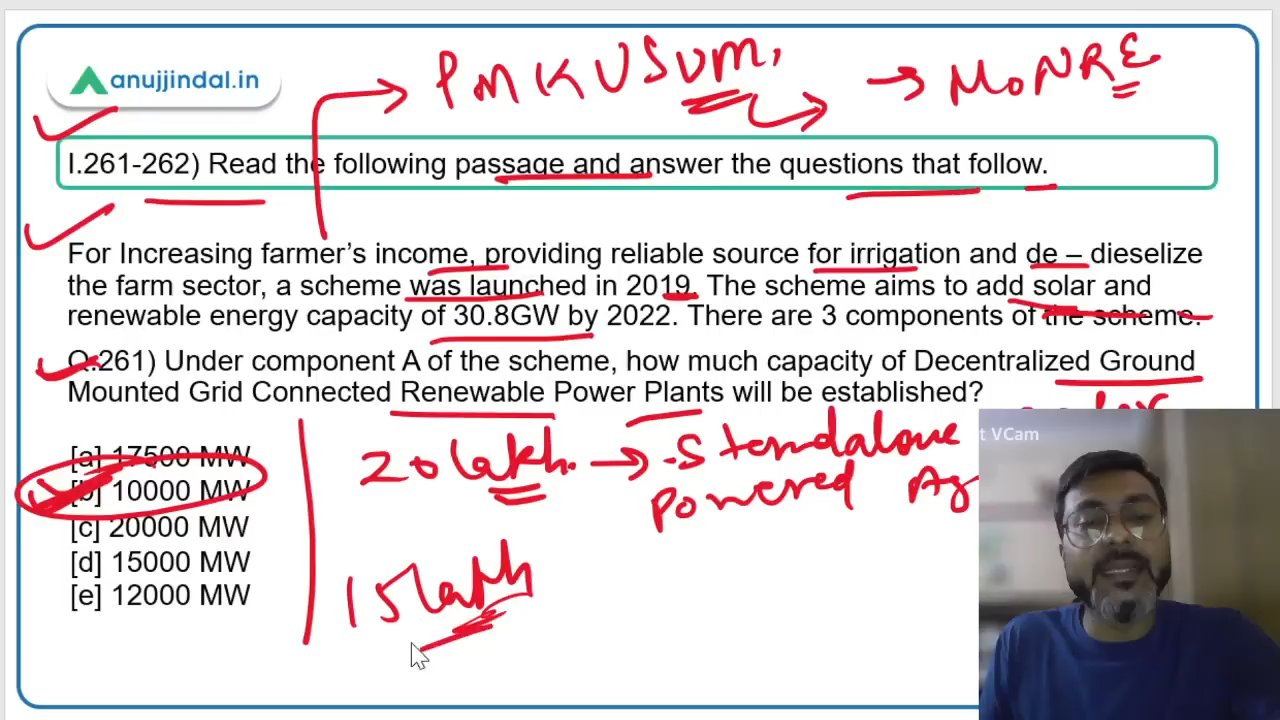 PM KUSUM, → MoNRE
anujjindal.in
I.261-262) Read the following passage and answer the questions that follow.
For Increasing farmer's income, providing reliable source for irrigation and de – dieselize
the farm sector, a scheme was launched in 2019. The scheme aims to add solar and
renewable energy capacity of 30.8GW by 2022. There are 3 components of the scheme.
Q.261) Under component A of the scheme, how much capacity of Decentralized Ground
Mounted Grid Connected Renewable Power Plants will be established?
[a] 17500 MW
[b] 10000 MW
[c] 20000 MW
[d] 15000 MW
[e] 12000 MW
20 lakh. → Standalone
powered Ag
15 lakh
t VCam